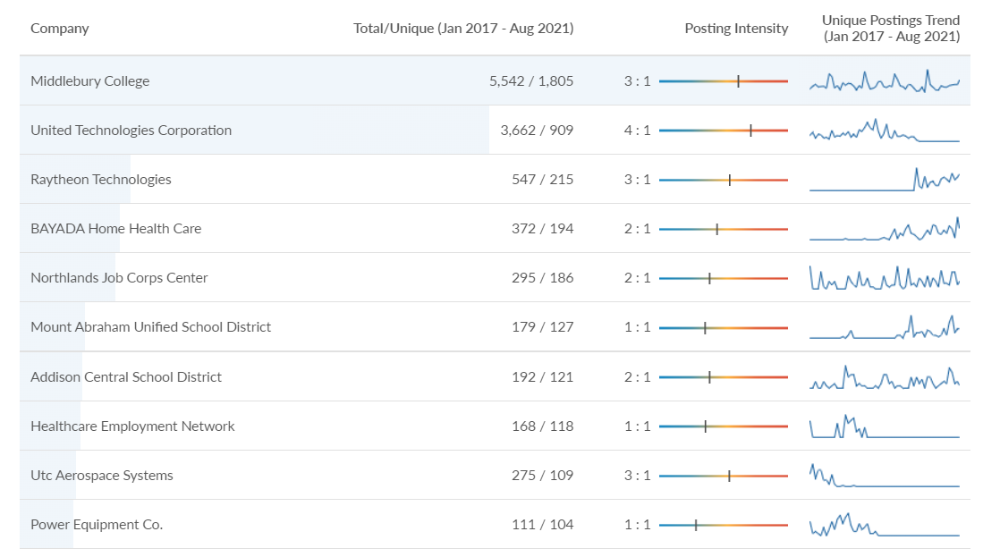 Company Total/Unique (Jan 2017 - Aug 2021) Posting Intensity Unique Postings Trend
(Jan 2017 - Aug 2021)
Middlebury College 5,542 / 1,805 3 : 1
United Technologies Corporation 3,662 / 909 4 : 1
Raytheon Technologies 547 / 215 3 : 1
BAYADA Home Health Care 372 / 194 2 : 1
Northlands Job Corps Center 295 / 186 2 : 1
Mount Abraham Unified School District 179 / 127 1 : 1
Addison Central School District 192 / 121 2 : 1
Healthcare Employment Network 168 / 118 1 : 1
Utc Aerospace Systems 275 / 109 3 : 1
Power Equipment Co. 111 / 104 1 : 1